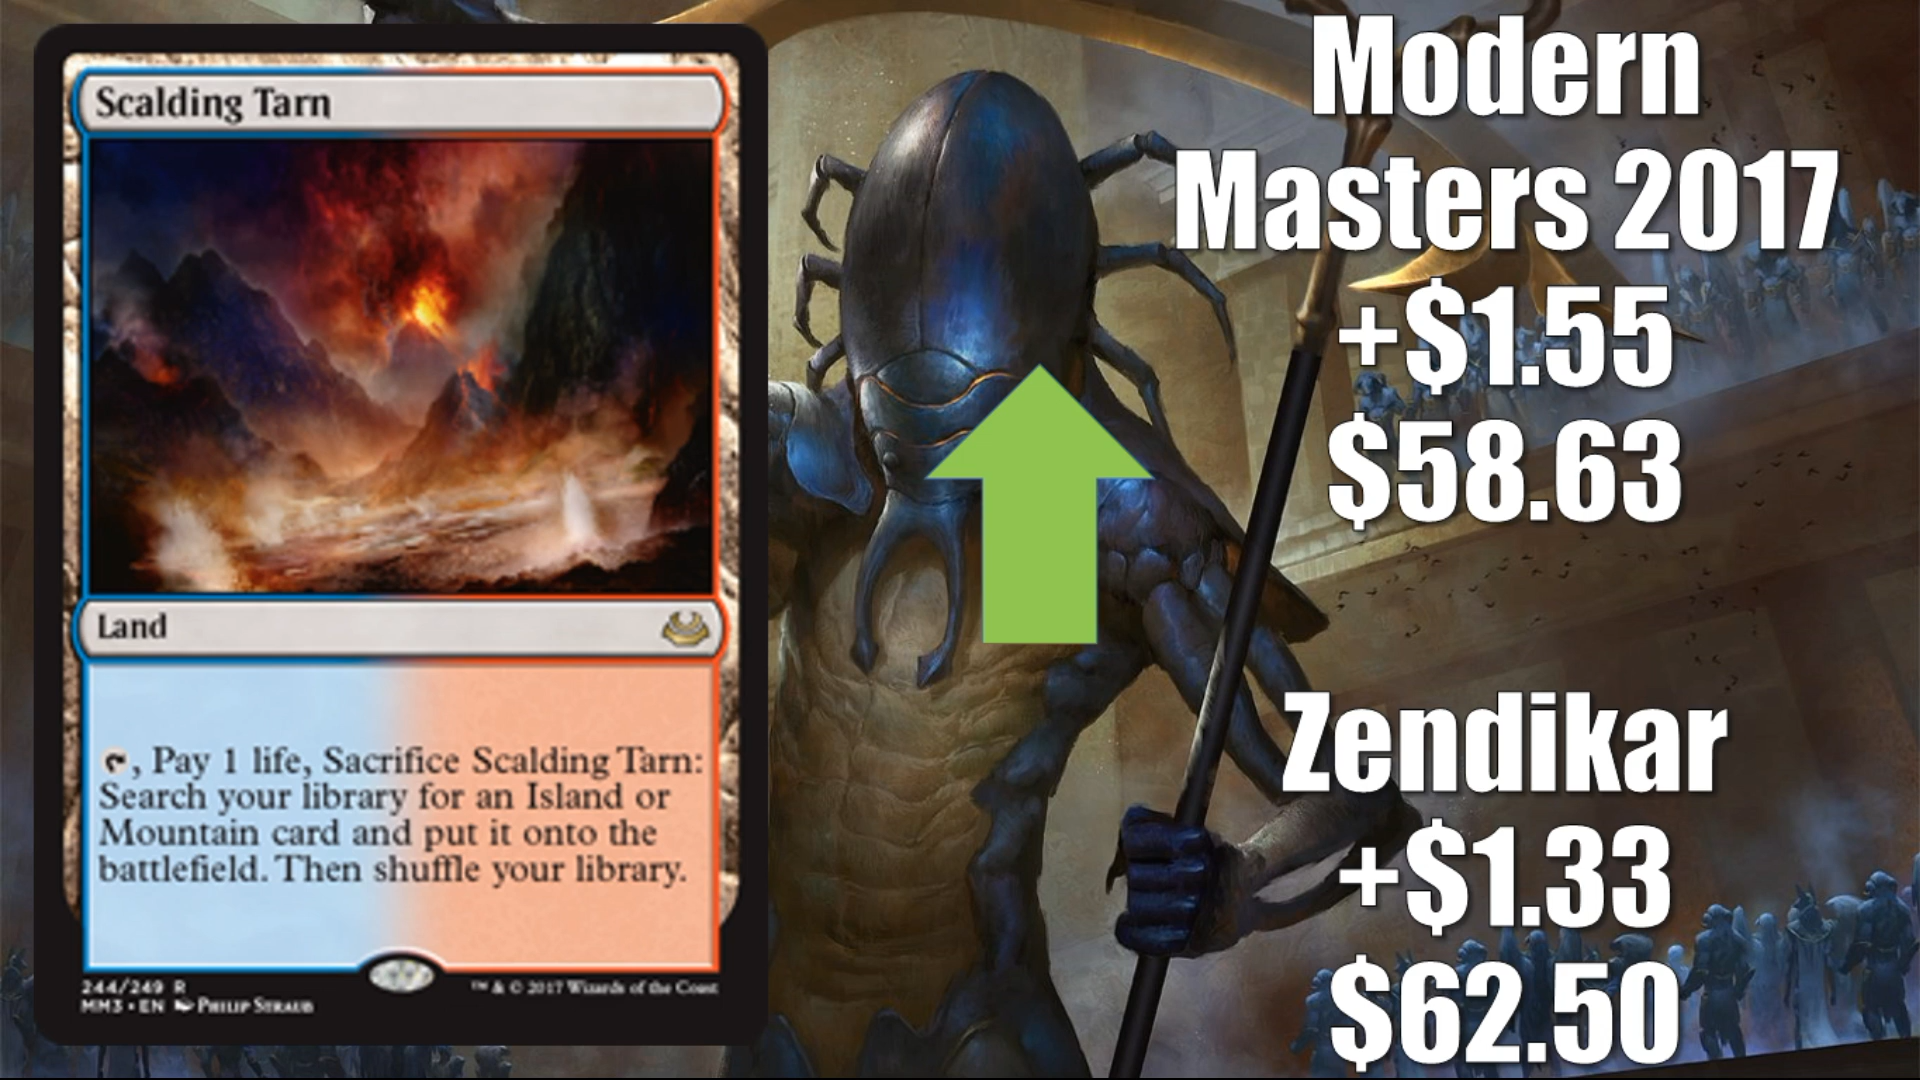 Scalding Tarn
Land
, Pay 1 life, Sacrifice Scalding Tarn:
Search your library for an Island or
Mountain card and put it onto the
battlefield. Then shuffle your library.
244/249 R
MM3 • EN Philip Straub
™ & © 2017 Wizards of the Coast
Modern
Masters 2017
+$1.55
$58.63
Zendikar
+$1.33
$62.50